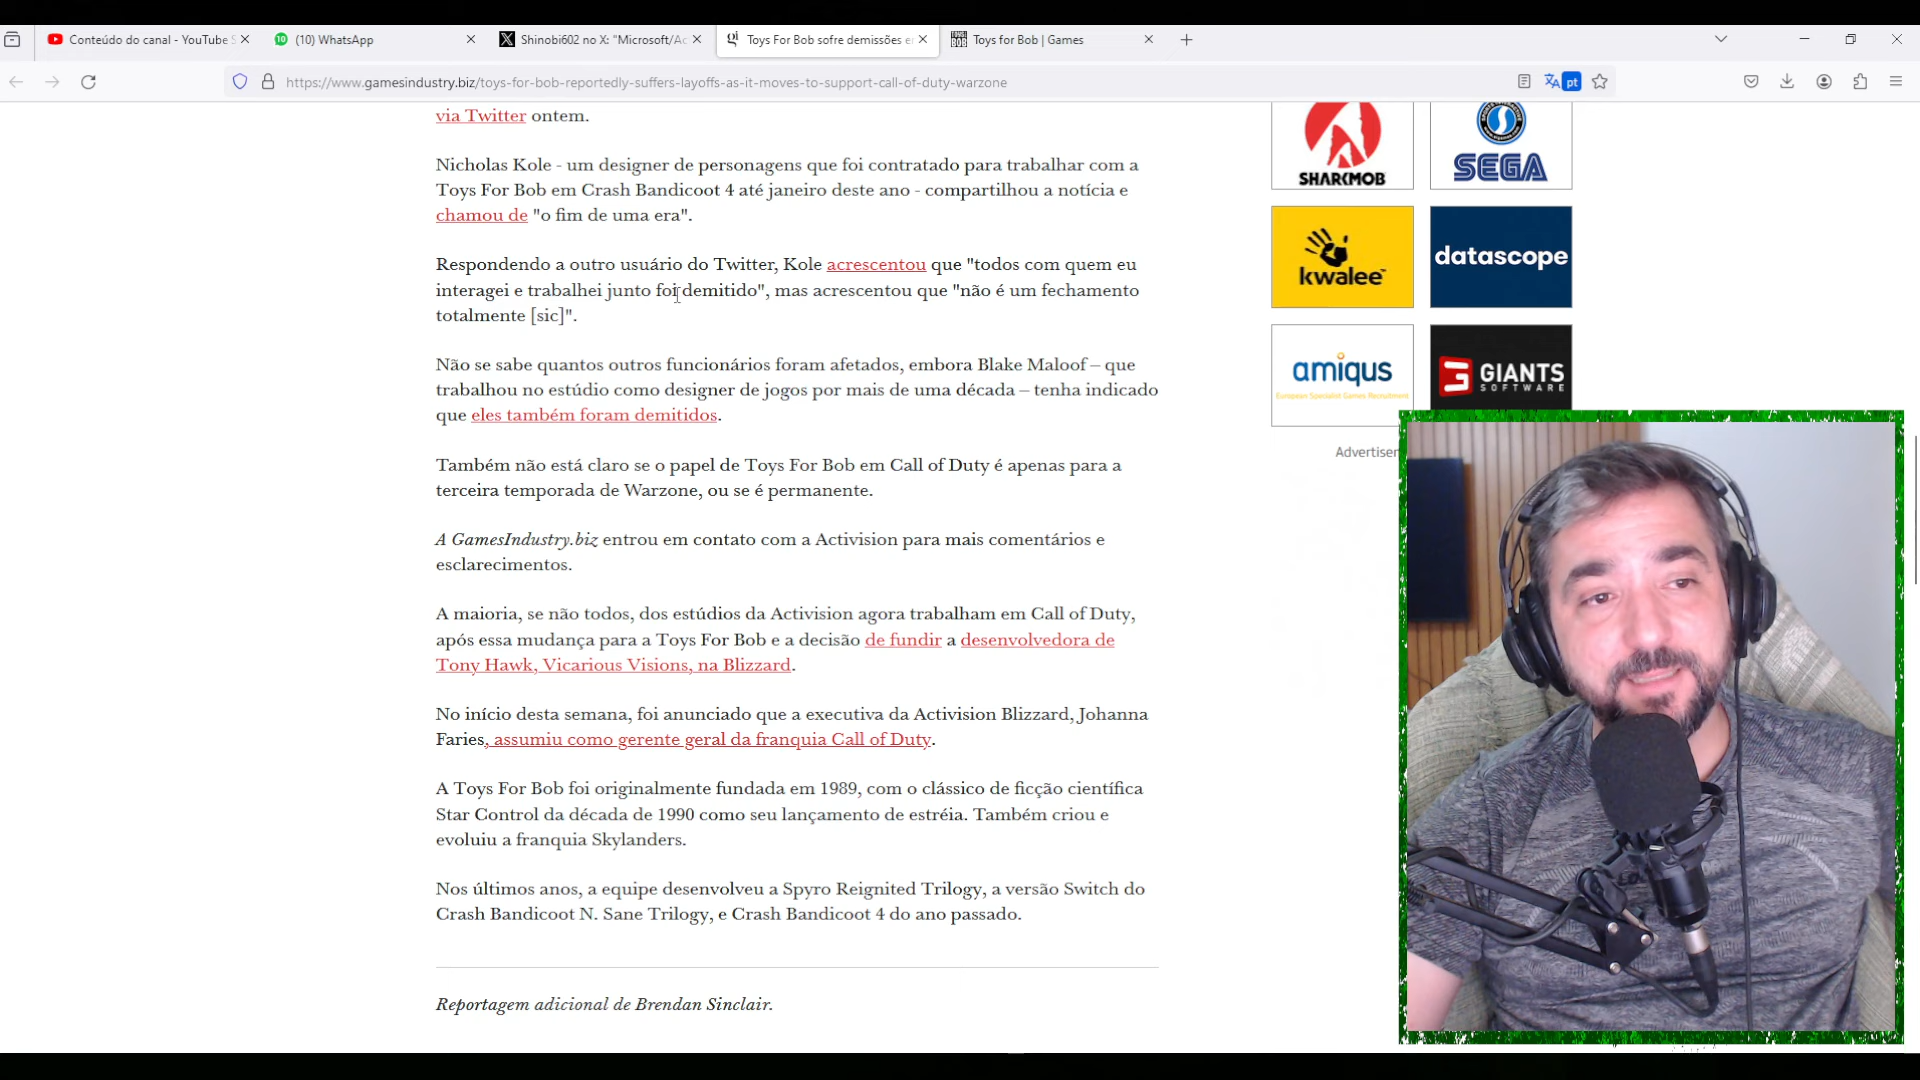 Conteúdo do canal - YouTube S
(10) WhatsApp
Shinobi602 no X: "Microsoft/Ac
Toys For Bob sofre demissões e
Toys for Bob | Games
https://www.gamesindustry.biz/toys-for-bob-reportedly-suffers-layoffs-as-it-moves-to-support-call-of-duty-warzone
pt
via Twitter ontem.
Nicholas Kole - um designer de personagens que foi contratado para trabalhar com a
Toys For Bob em Crash Bandicoot 4 até janeiro deste ano - compartilhou a notícia e
chamou de "o fim de uma era".
Respondendo a outro usuário do Twitter, Kole acrescentou que "todos com quem eu
interagei e trabalhei junto foi demitido", mas acrescentou que "não é um fechamento
totalmente [sic]".
Não se sabe quantos outros funcionários foram afetados, embora Blake Maloof – que
trabalhou no estúdio como designer de jogos por mais de uma década – tenha indicado
que eles também foram demitidos.
Também não está claro se o papel de Toys For Bob em Call of Duty é apenas para a
terceira temporada de Warzone, ou se é permanente.
A GamesIndustry.biz entrou em contato com a Activision para mais comentários e
esclarecimentos.
A maioria, se não todos, dos estúdios da Activision agora trabalham em Call of Duty,
após essa mudança para a Toys For Bob e a decisão de fundir a desenvolvedora de
Tony Hawk, Vicarious Visions, na Blizzard.
No início desta semana, foi anunciado que a executiva da Activision Blizzard, Johanna
Faries, assumiu como gerente geral da franquia Call of Duty.
A Toys For Bob foi originalmente fundada em 1989, com o clássico de ficção científica
Star Control da década de 1990 como seu lançamento de estréia. Também criou e
evoluiu a franquia Skylanders.
Nos últimos anos, a equipe desenvolveu a Spyro Reignited Trilogy, a versão Switch do
Crash Bandicoot N. Sane Trilogy, e Crash Bandicoot 4 do ano passado.
Reportagem adicional de Brendan Sinclair.
SHARKMOB
SEGA
kwalee
datascope
amiqus
European Specialist Games Recruitment
GIANTS
SOFTWARE
Advertisen